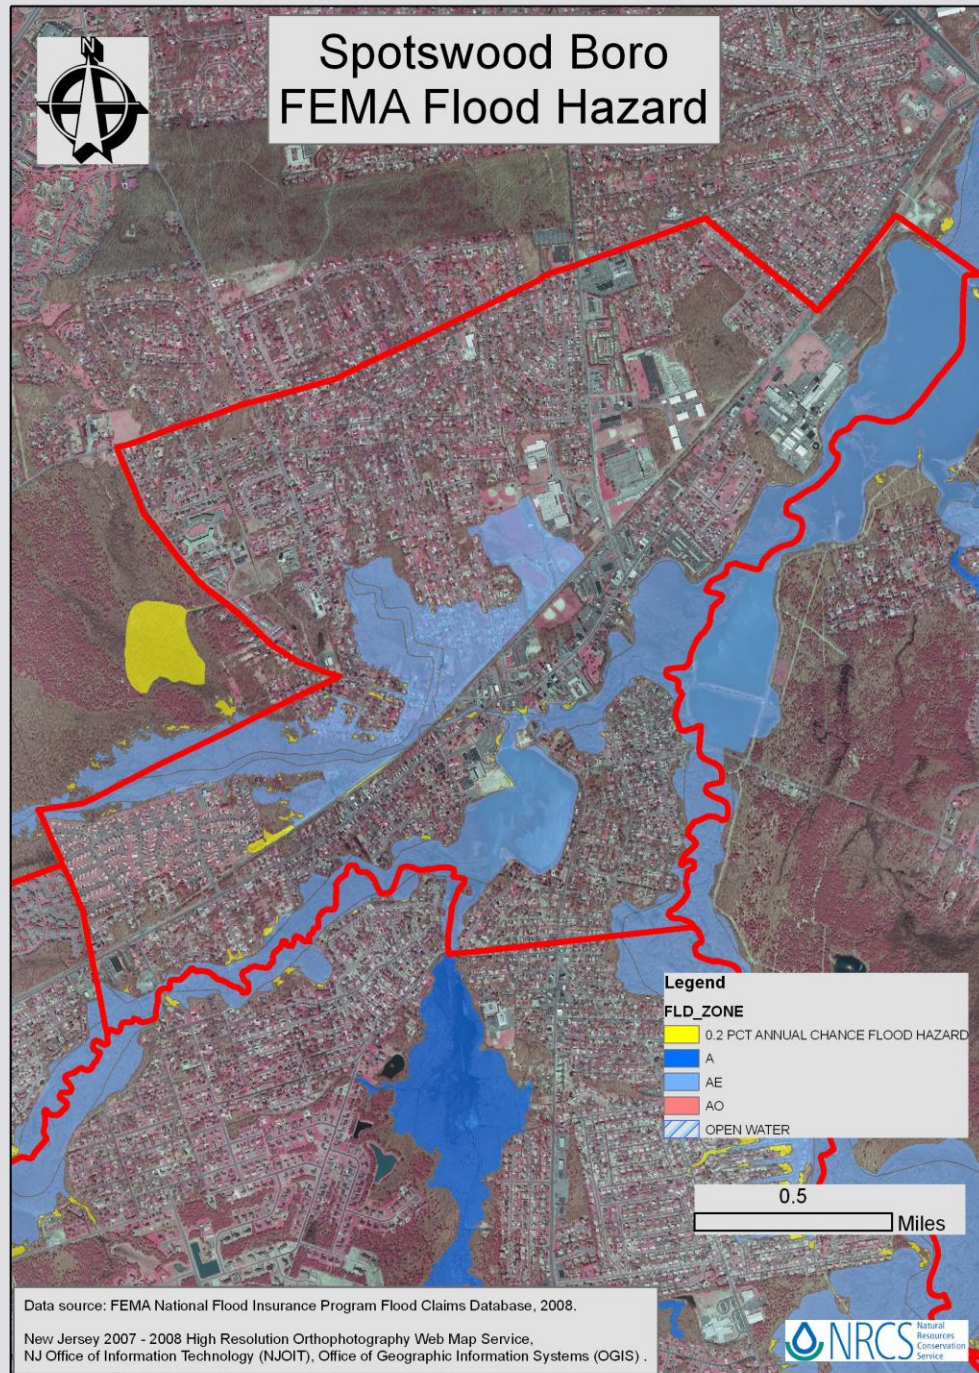 N
Spotswood Boro
FEMA Flood Hazard
Legend
FLD_ZONE
0.2 PCT ANNUAL CHANCE FLOOD HAZARD
A
AE
AO
OPEN WATER
0.5
Miles
Data source: FEMA National Flood Insurance Program Flood Claims Database, 2008.
New Jersey 2007 - 2008 High Resolution Orthophotography Web Map Service,
NJ Office of Information Technology (NJOIT), Office of Geographic Information Systems (OGIS) .
NRCS
Natural
Resources
Conservation
Service